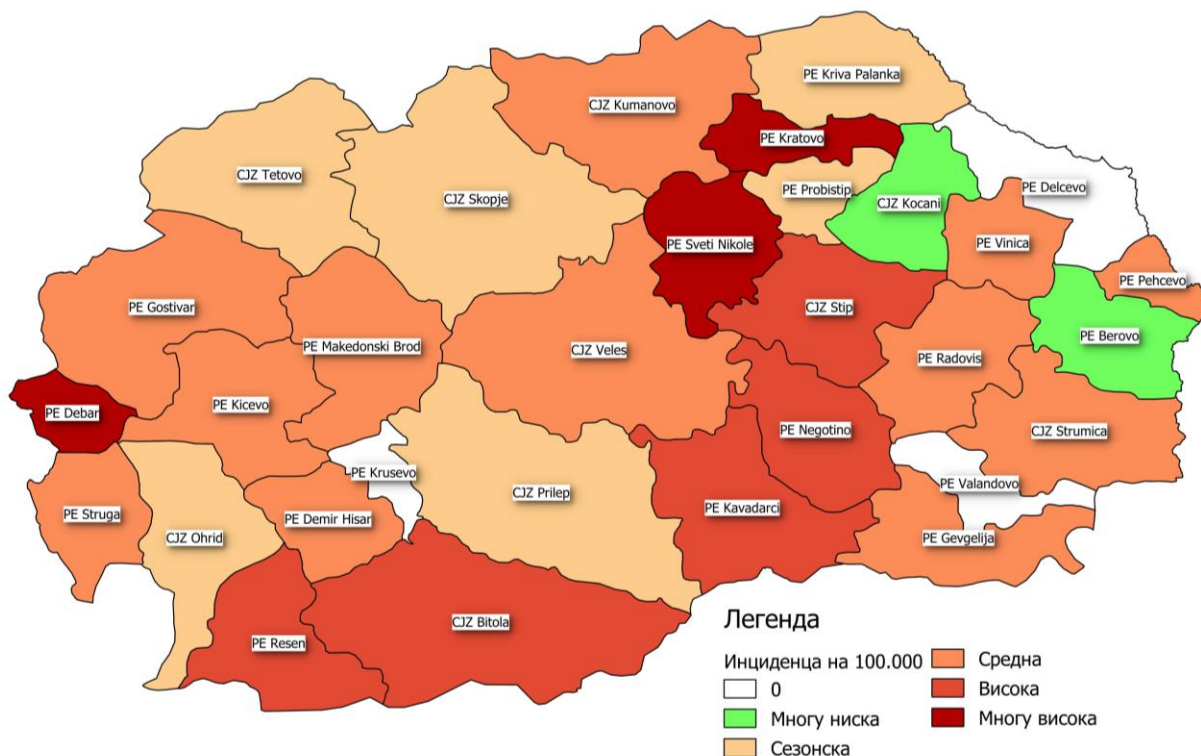 PE Kriva Palanka
CJZ Kumanovo
PE Kratovo
CJZ Tetovo
CJZ Skopje
PE Probistip
PE Delcevo
CJZ Kocani
PE Sveti Nikole
PE Vinica
PE Pehcevo
PE Gostivar
CJZ Stip
PE Berovo
PE Makedonski Brod
CJZ Veles
PE Radovis
PE Debar
PE Kicevo
PE Negotino
CJZ Strumica
PE Krusevo
PE Valandovo
CJZ Prilep
PE Struga
PE Demir Hisar
PE Kavadarci
CJZ Ohrid
PE Gevgelija
CJZ Bitola
PE Resen
Легенда
Инциденца на 100.000
0
Многу ниска
Сезонска
Средна
Висока
Многу висока